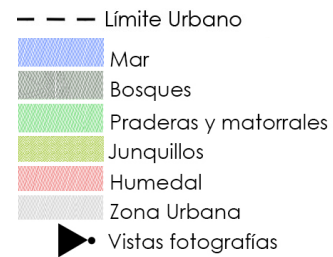 Límite Urbano
Mar
Bosques
Praderas y matorrales
Junquillos
Humedal
Zona Urbana
Vistas fotografías